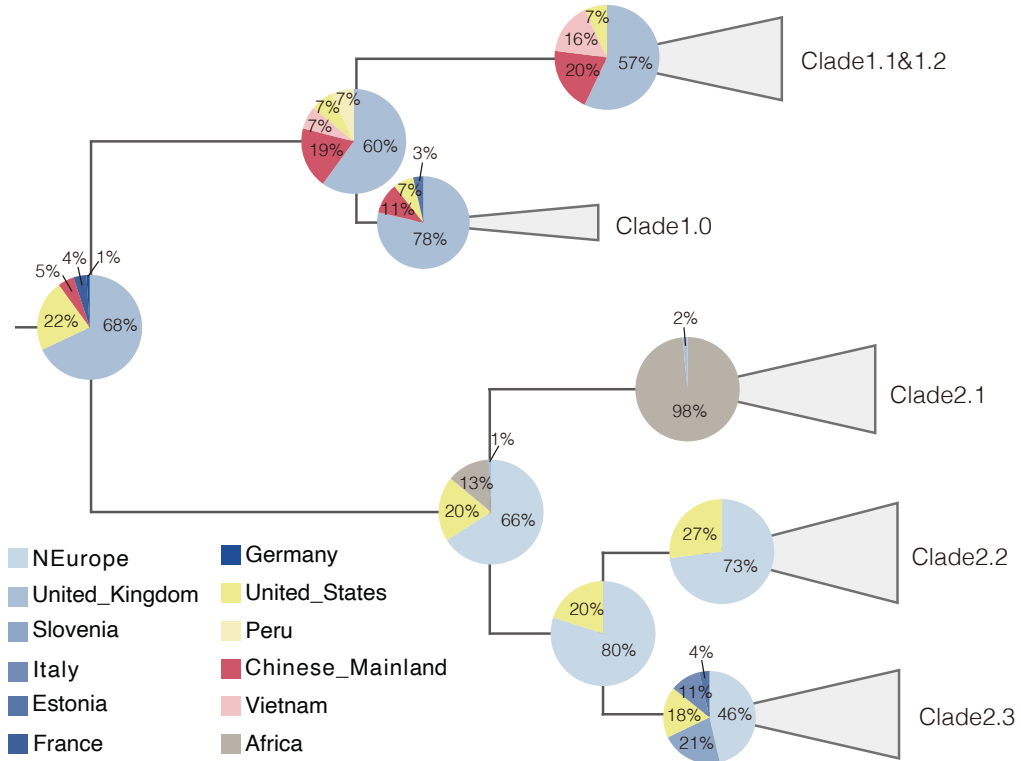 7%
16%
20%
57%
Clade1.1&1.2
7%
7%
7%
19%
60%
3%
7%
11%
78%
Clade1.0
1%
4%
5%
22%
68%
2%
98%
Clade2.1
1%
13%
20%
66%
27%
73%
Clade2.2
20%
80%
4%
11%
46%
18%
21%
Clade2.3
NEurope
United_Kingdom
Slovenia
Italy
Estonia
France
Germany
United_States
Peru
Chinese_Mainland
Vietnam
Africa